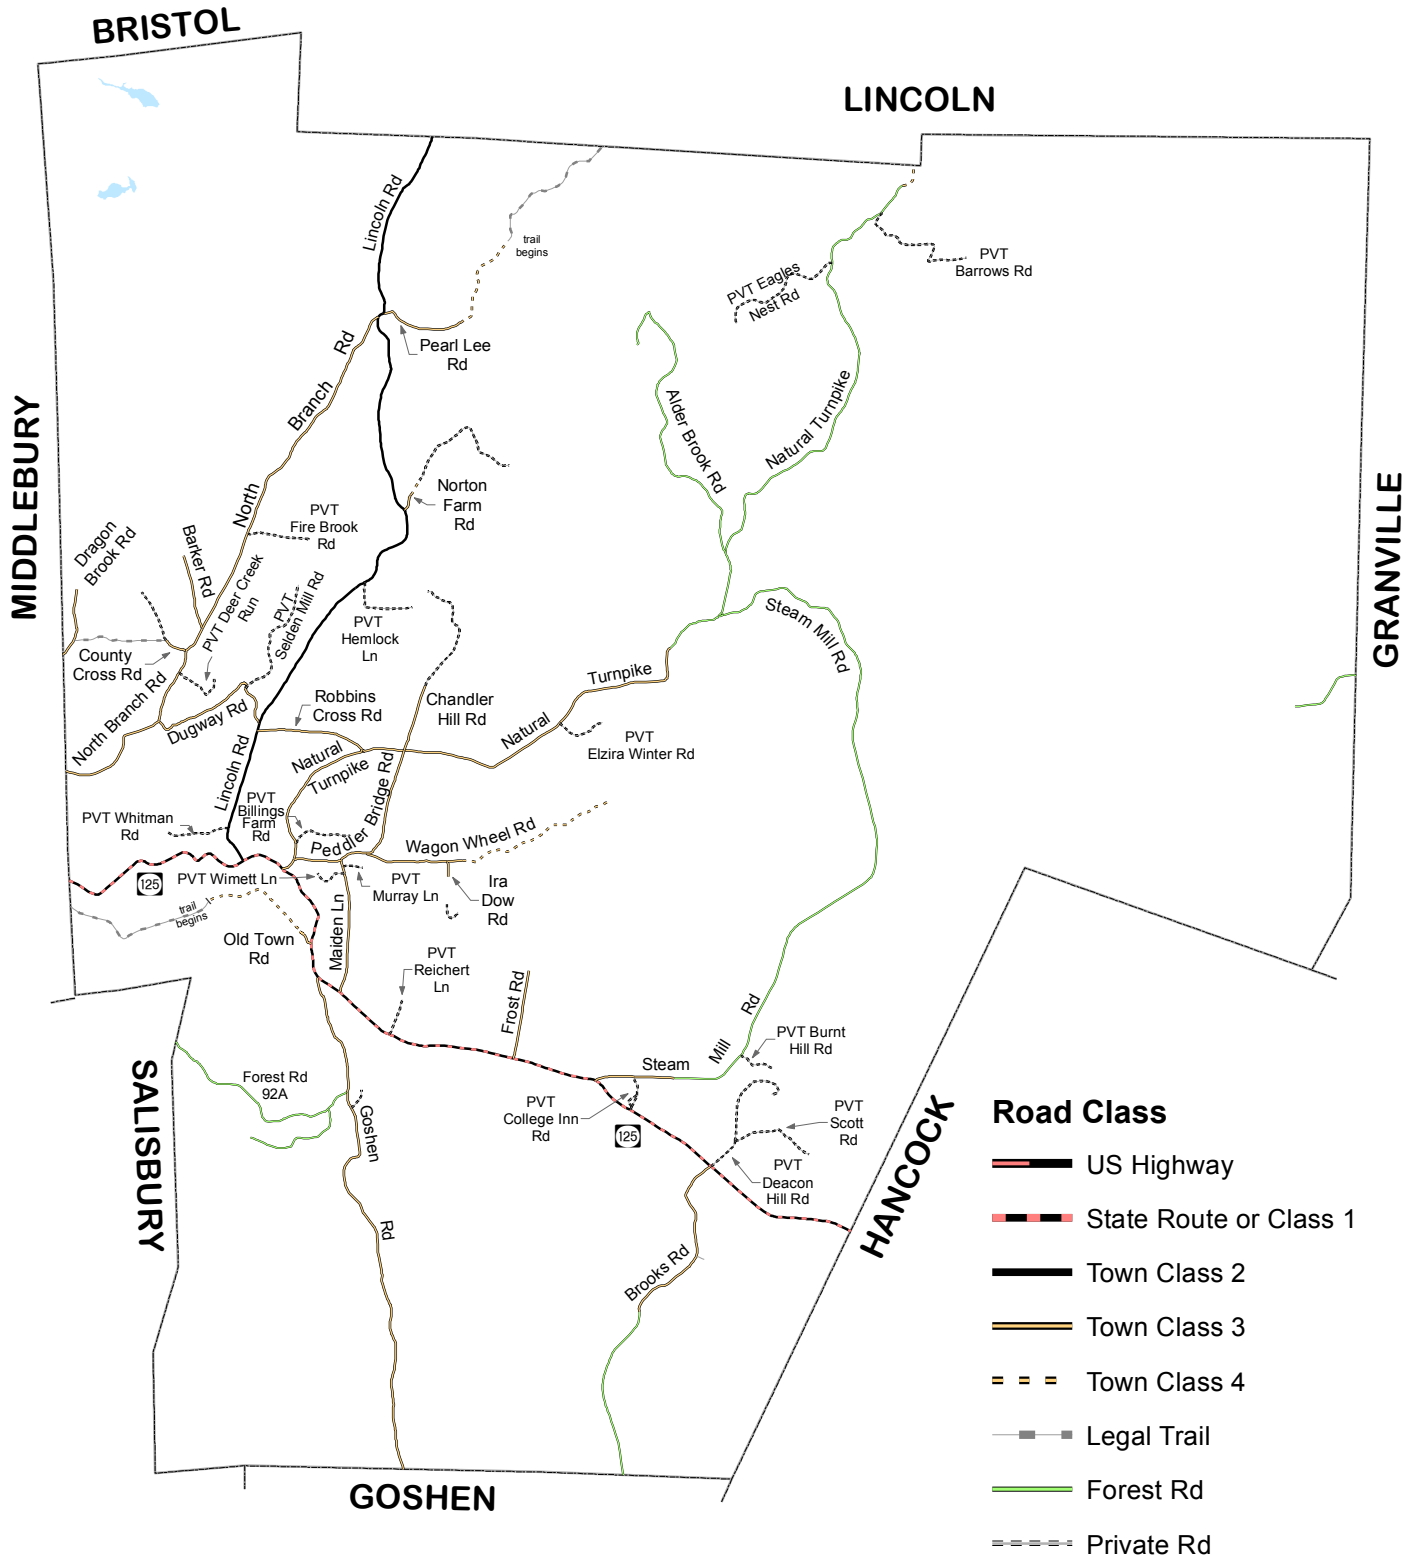 BRISTOL
LINCOLN
MIDDLEBURY
GRANVILLE
SALISBURY
HANCOCK
GOSHEN
Lincoln Rd
trail
begins
PVT
Barrows Rd
PVT Eagles
Nest Rd
Pearl Lee
Rd
North Branch Rd
Alder Brook Rd
Natural Turnpike
Norton
Farm
Rd
PVT
Fire Brook
Rd
Dragon
Brook Rd
Barker Rd
PVT Deer Creek
Run
PVT
Selden Mill Rd
PVT
Hemlock
Ln
Steam Mill Rd
County
Cross Rd
North Branch Rd
Dugway Rd
Robbins
Cross Rd
Chandler
Hill Rd
Natural Turnpike
PVT
Elzira Winter Rd
Natural
Turnpike
Lincoln Rd
PVT Whitman
Rd
PVT
Billings
Farm
Rd
Peddler Bridge Rd
Wagon Wheel Rd
125
PVT Wimett Ln
PVT
Murray Ln
Ira
Dow
Rd
trail
begins
Old Town
Rd
Maiden Ln
PVT
Reichert
Ln
Frost Rd
Steam Mill Rd
PVT Burnt
Hill Rd
Forest Rd
92A
Goshen Rd
PVT
College Inn
Rd
125
PVT
Scott
Rd
PVT
Deacon
Hill Rd
Brooks Rd
Road Class
US Highway
State Route or Class 1
Town Class 2
Town Class 3
Town Class 4
Legal Trail
Forest Rd
Private Rd